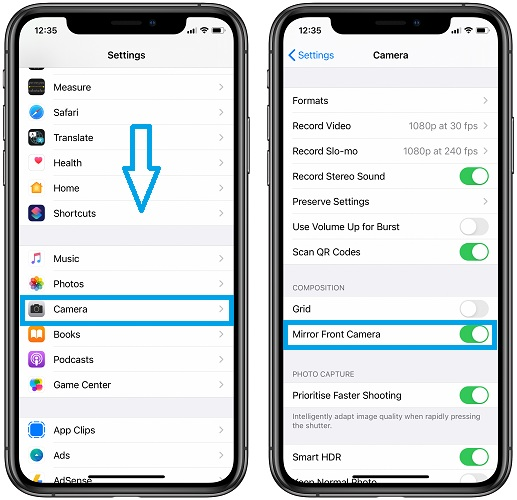 12:35
Settings
Measure
Safari
Translate
Health
Home
Shortcuts
Music
Photos
Camera
Books
Podcasts
Game Center
App Clips
Ads
AdSense
12:35
Settings
Camera
Formats
Record Video 1080p at 30 fps
Record Slo-mo 1080p at 240 fps
Record Stereo Sound
Preserve Settings
Use Volume Up for Burst
Scan QR Codes
COMPOSITION
Grid
Mirror Front Camera
PHOTO CAPTURE
Prioritise Faster Shooting
Intelligently adapt image quality when rapidly pressing
the shutter.
Smart HDR
Keep Normal Photo